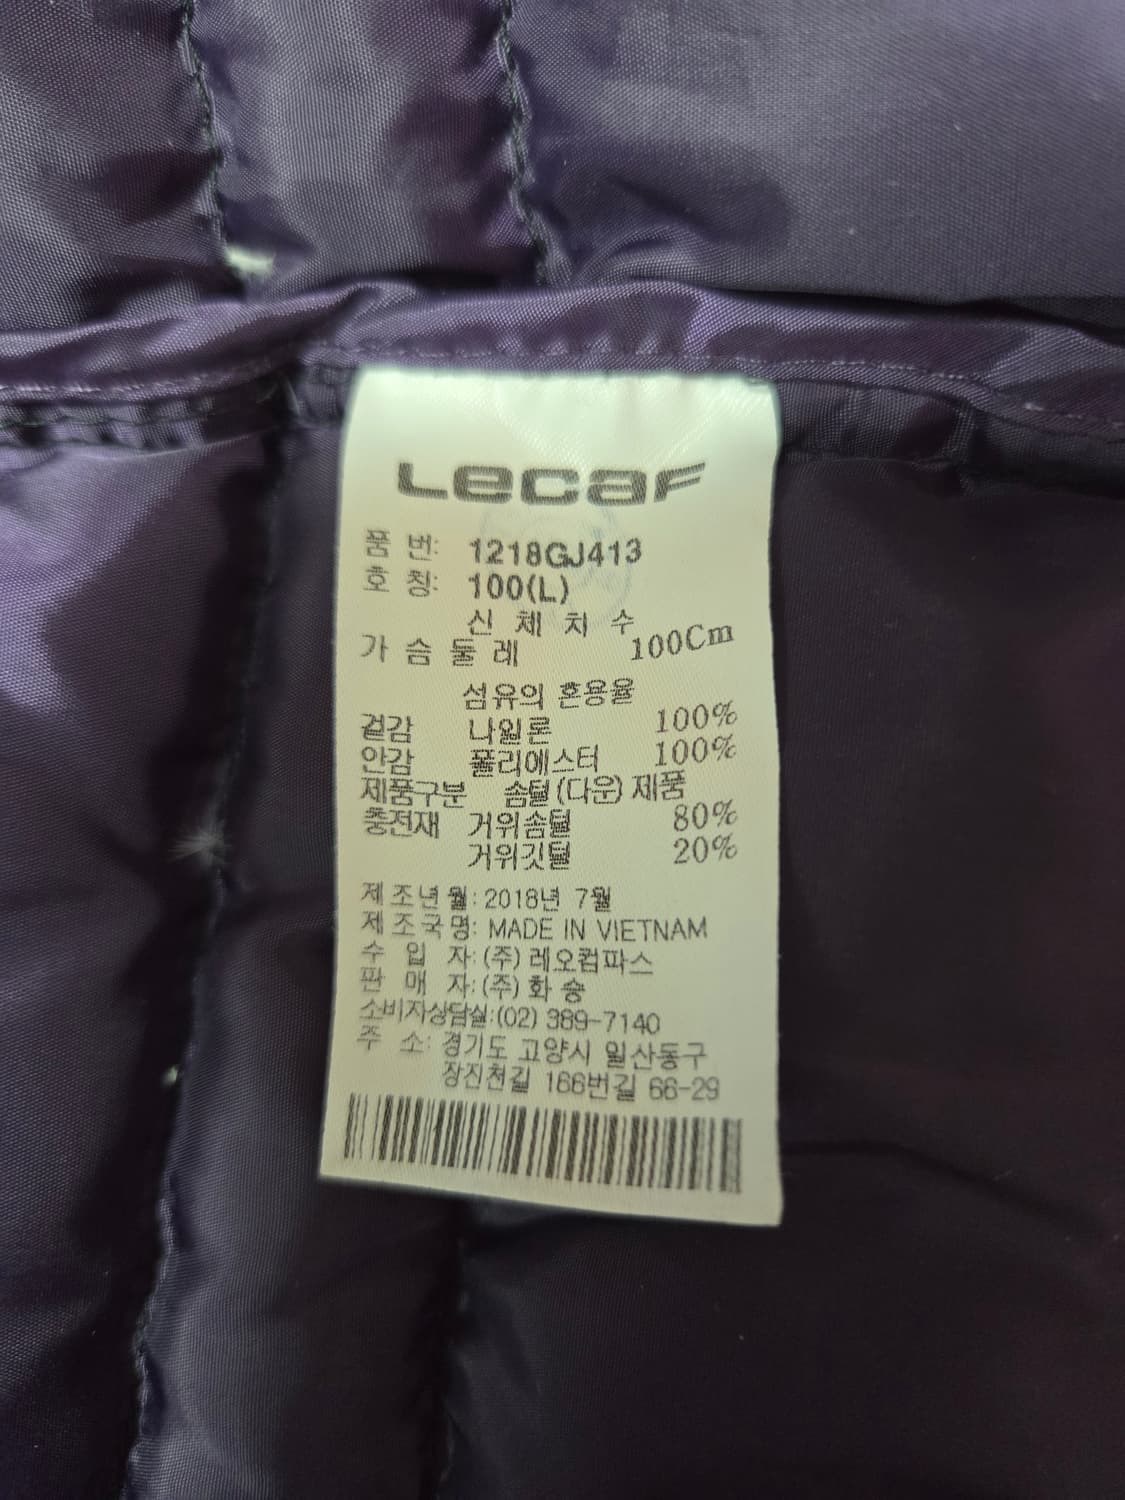 LECAF
품 번: 1218GJ413
호 칭: 100(L)
신 체 치 수
가 슴 둘 레 100Cm
섬유의 혼용율
겉감 나일론 100%
안감 폴리에스터 100%
제품구분 솜털(다운) 제품
충전재 거위솜털 80%
거위깃털 20%
제 조 년 월: 2018년 7월
제 조 국 명: MADE IN VIETNAM
수 입 자: (주) 레오컴파스
판 매 자: (주) 화 승
소비자상담실:(02) 389-7140
주 소: 경기도 고양시 일산동구
장진천길 166번길 66-29